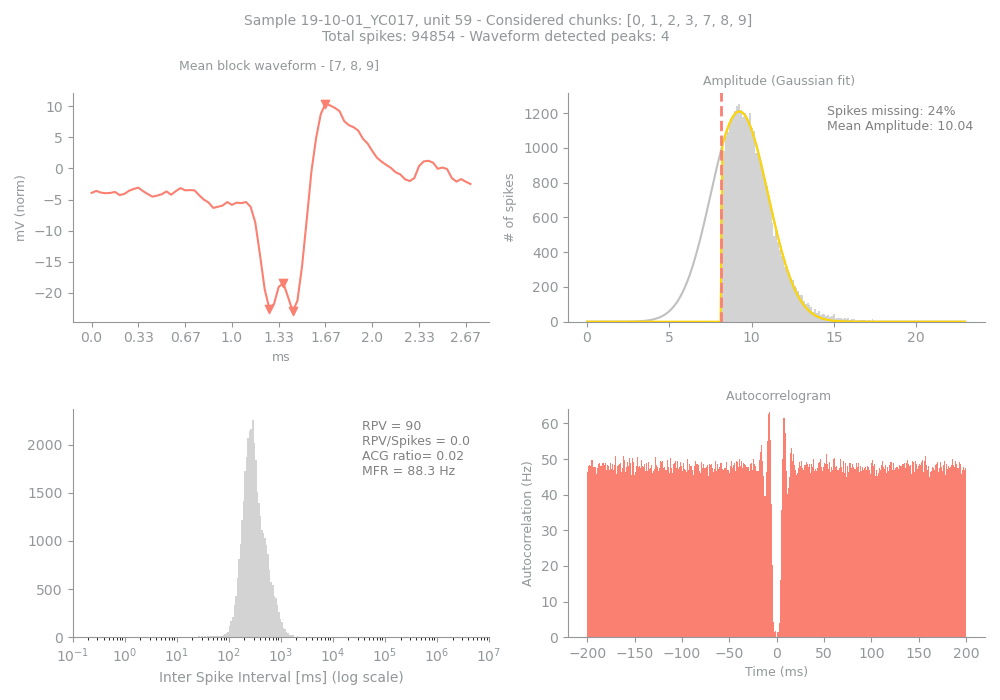 Sample 19-10-01_YC017, unit 59 - Considered chunks: [0, 1, 2, 3, 7, 8, 9]
Total spikes: 94854 - Waveform detected peaks: 4
Mean block waveform - [7, 8, 9]
10
5
0
−5
−10
−15
−20
mV (norm)
0.0 0.33 0.67 1.0 1.33 1.67 2.0 2.33 2.67
ms
Amplitude (Gaussian fit)
Spikes missing: 24%
Mean Amplitude: 10.04
1200
1000
800
600
400
200
0
# of spikes
0 5 10 15 20
RPV = 90
RPV/Spikes = 0.0
ACG ratio= 0.02
MFR = 88.3 Hz
2000
1500
1000
500
0
10⁻¹ 10⁰ 10¹ 10² 10³ 10⁴ 10⁵ 10⁶ 10⁷
Inter Spike Interval [ms] (log scale)
Autocorrelogram
60
50
40
30
20
10
0
Autocorrelation (Hz)
−200 −150 −100 −50 0 50 100 150 200
Time (ms)